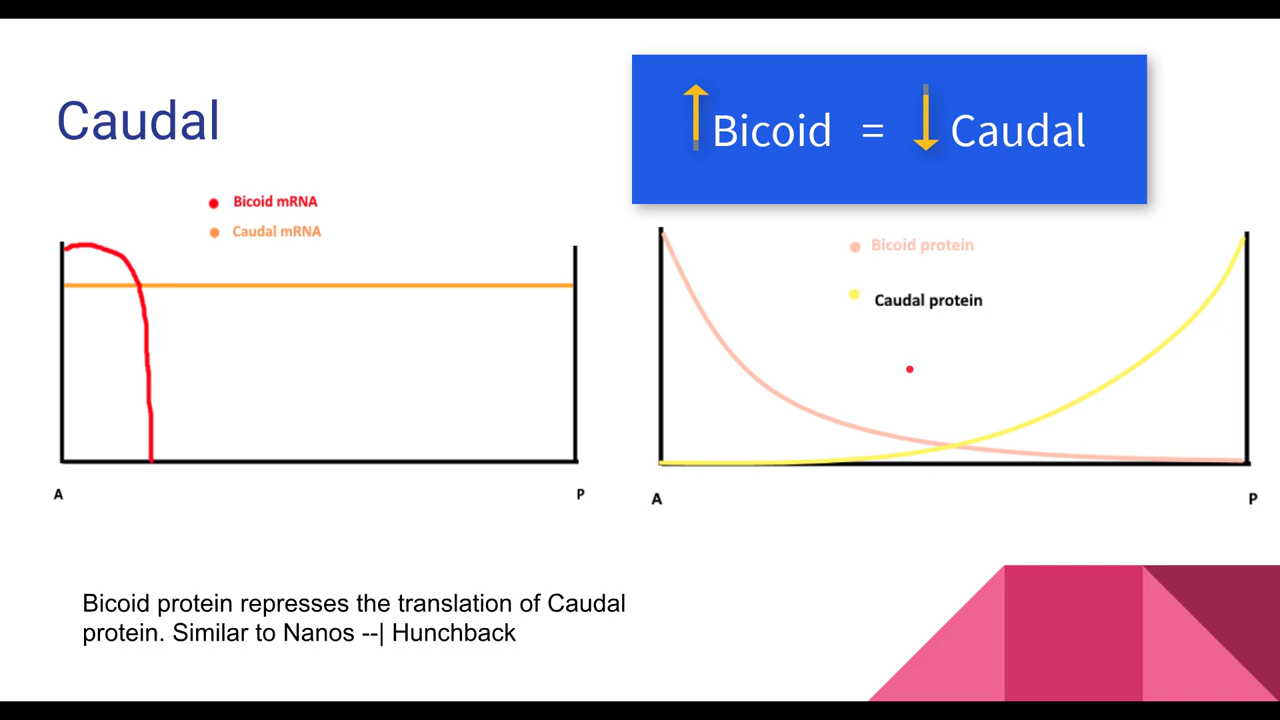 Caudal
Bicoid = Caudal
Bicoid mRNA
Caudal mRNA
A
P
Bicoid protein
Caudal protein
A
P
Bicoid protein represses the translation of Caudal
protein. Similar to Nanos --| Hunchback